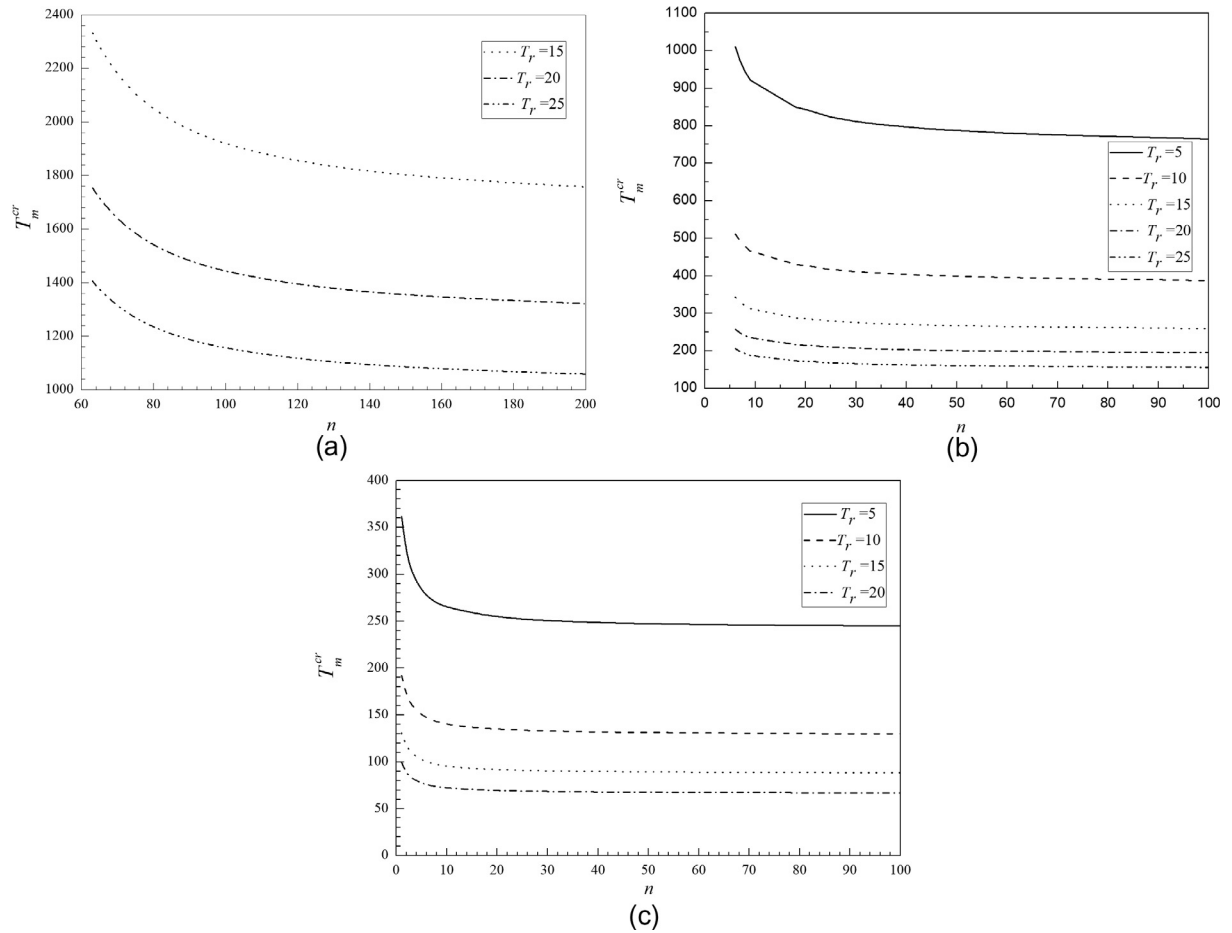 2400
2200
2000
1800
1600
1400
1200
1000
T_m^cr
60 80 100 120 140 160 180 200
n
T_r =15
T_r =20
T_r =25
(a)
1100
1000
900
800
700
600
500
400
300
200
100
T_m^cr
0 10 20 30 40 50 60 70 80 90 100
n
T_r =5
T_r =10
T_r =15
T_r =20
T_r =25
(b)
400
350
300
250
200
150
100
50
0
T_m^cr
0 10 20 30 40 50 60 70 80 90 100
n
T_r =5
T_r =10
T_r =15
T_r =20
(c)